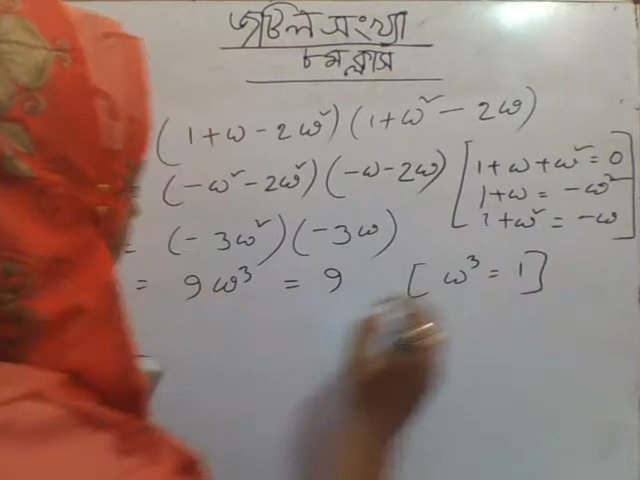 জটিল সংখ্যা
৮ম ক্লাস
(1+ω-2ω²)(1+ω²-2ω)
= (-ω²-2ω²)(-ω-2ω) [1+ω+ω²=0
1+ω = -ω²
1+ω² = -ω]
= (-3ω²)(-3ω)
= 9ω³ = 9 [ω³ = 1]